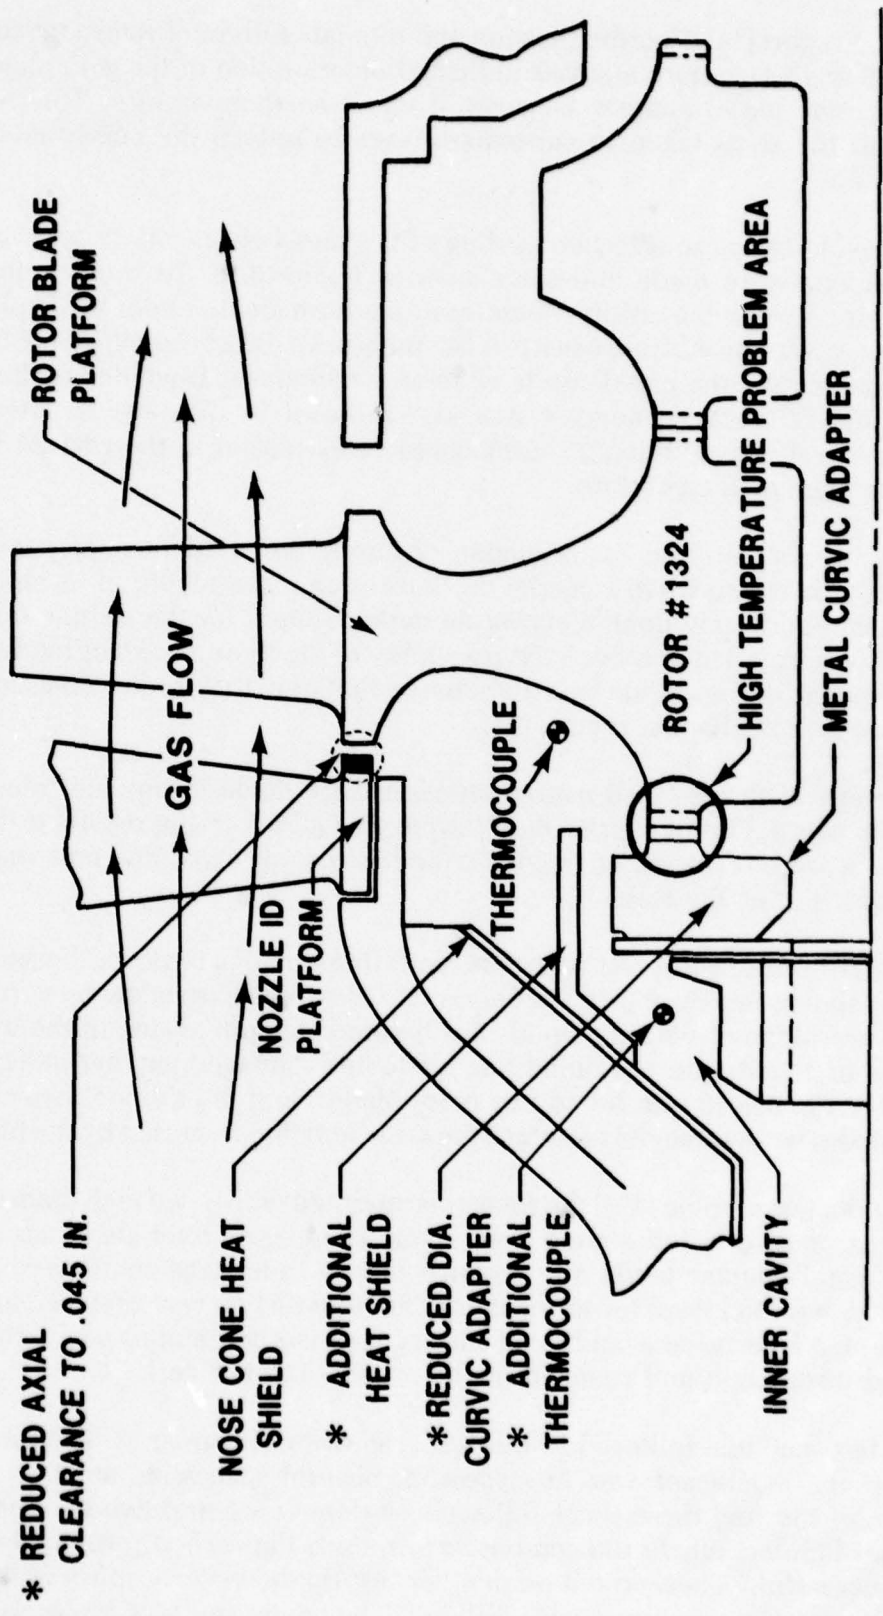 * REDUCED AXIAL
CLEARANCE TO .045 IN.
NOSE CONE HEAT
SHIELD
* ADDITIONAL
HEAT SHIELD
* REDUCED DIA.
CURVIC ADAPTER
* ADDITIONAL
THERMOCOUPLE
INNER CAVITY
NOZZLE ID
PLATFORM
GAS FLOW
THERMOCOUPLE
ROTOR BLADE
PLATFORM
ROTOR #1324
HIGH TEMPERATURE PROBLEM AREA
METAL CURVIC ADAPTER